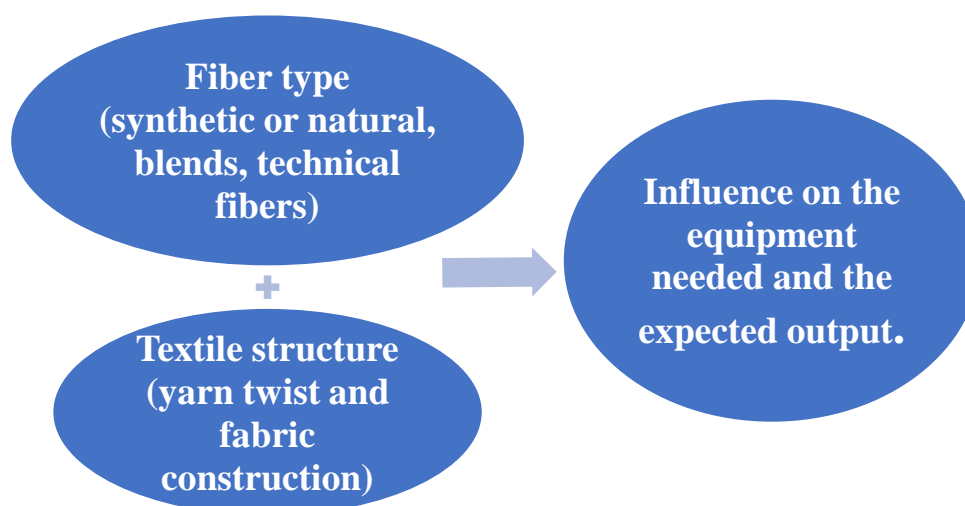 Fiber type
(synthetic or natural,
blends, technical
fibers)
+
Textile structure
(yarn twist and
fabric
construction)
Influence on the
equipment
needed and the
expected output.